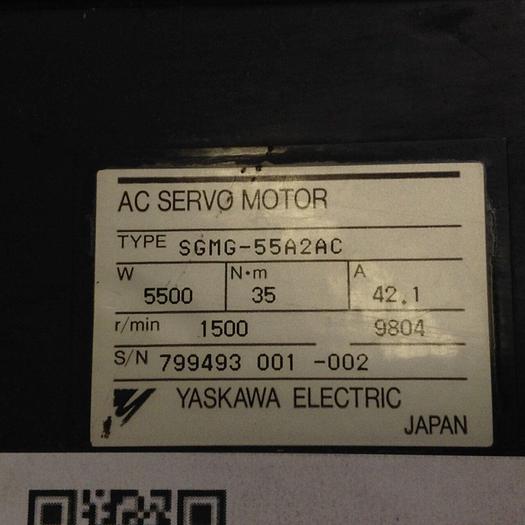 AC SERVO MOTOR
TYPE SGMG-55A2AC
W N·m A
5500 35 42.1
r/min 1500 9804
S/N 799493 001 -002
YASKAWA ELECTRIC
JAPAN